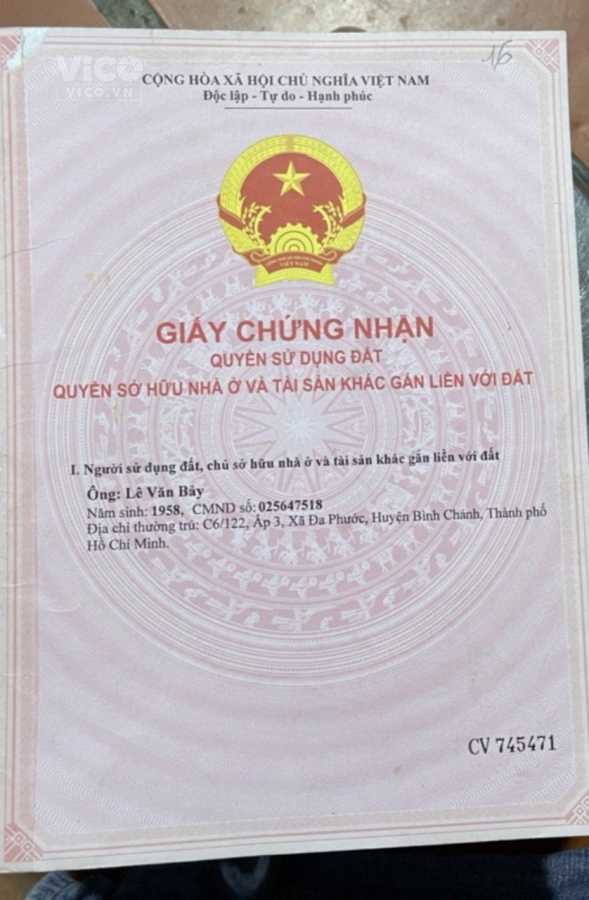 16
VICO
VICO.VN
CỘNG HÒA XÃ HỘI CHỦ NGHĨA VIỆT NAM
Độc lập - Tự do - Hạnh phúc
VIỆT NAM
GIẤY CHỨNG NHẬN
QUYỀN SỬ DỤNG ĐẤT
QUYỀN SỞ HỮU NHÀ Ở VÀ TÀI SẢN KHÁC GẮN LIỀN VỚI ĐẤT
I. Người sử dụng đất, chủ sở hữu nhà ở và tài sản khác gắn liền với đất
Ông: Lê Văn Bảy
Năm sinh: 1958, CMND số: 025647518
Địa chỉ thường trú: C6/122, Ấp 3, Xã Đa Phước, Huyện Bình Chánh, Thành phố
Hồ Chí Minh.
CV 745471